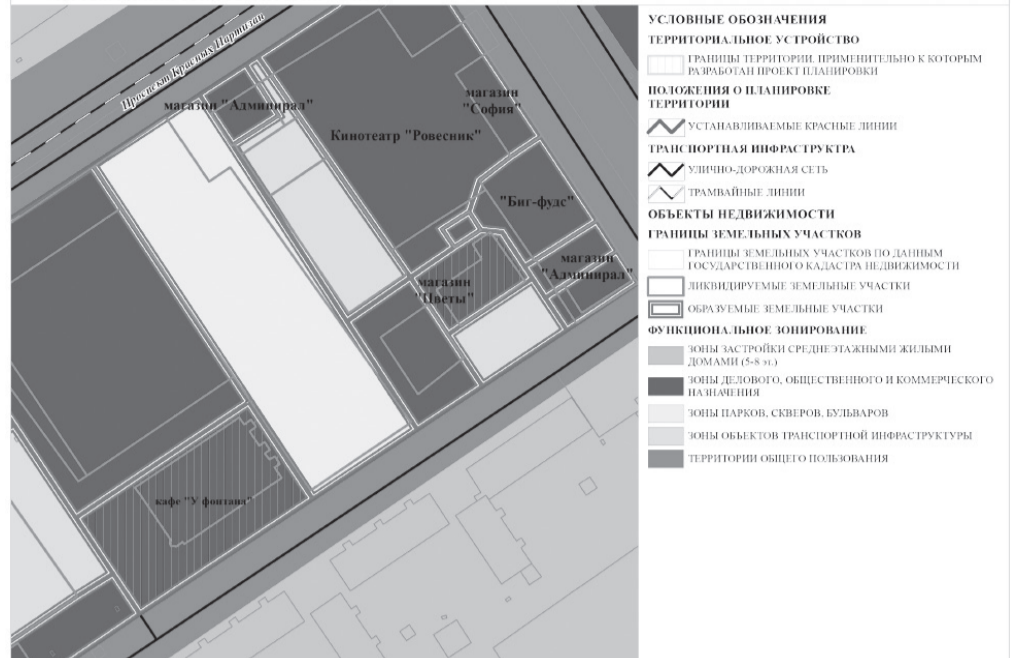 Проспект Красных Партизан
магазин "Адмирал"
магазин
"София"
Кинотеатр "Ровесник"
"Биг-фудс"
магазин
"Адмирал"
магазин
"Цветы"
кафе "У фонтана"
УСЛОВНЫЕ ОБОЗНАЧЕНИЯ
ТЕРРИТОРИАЛЬНОЕ УСТРОЙСТВО
ГРАНИЦЫ ТЕРРИТОРИИ, ПРИМЕНИТЕЛЬНО К КОТОРЫМ
РАЗРАБОТАН ПРОЕКТ ПЛАНИРОВКИ
ПОЛОЖЕНИЯ О ПЛАНИРОВКЕ
ТЕРРИТОРИИ
УСТАНАВЛИВАЕМЫЕ КРАСНЫЕ ЛИНИИ
ТРАНСПОРТНАЯ ИНФРАСТРУКТРА
УЛИЧНО-ДОРОЖНАЯ СЕТЬ
ТРАМВАЙНЫЕ ЛИНИИ
ОБЪЕКТЫ НЕДВИЖИМОСТИ
ГРАНИЦЫ ЗЕМЕЛЬНЫХ УЧАСТКОВ
ГРАНИЦЫ ЗЕМЕЛЬНЫХ УЧАСТКОВ ПО ДАННЫМ
ГОСУДАРСТВЕННОГО КАДАСТРА НЕДВИЖИМОСТИ
ЛИКВИДИРУЕМЫЕ ЗЕМЕЛЬНЫЕ УЧАСТКИ
ОБРАЗУЕМЫЕ ЗЕМЕЛЬНЫЕ УЧАСТКИ
ФУНКЦИОНАЛЬНОЕ ЗОНИРОВАНИЕ
ЗОНЫ ЗАСТРОЙКИ СРЕДНЕЭТАЖНЫМИ ЖИЛЫМИ
ДОМАМИ (5-8 эт.)
ЗОНЫ ДЕЛОВОГО, ОБЩЕСТВЕННОГО И КОММЕРЧЕСКОГО
НАЗНАЧЕНИЯ
ЗОНЫ ПАРКОВ, СКВЕРОВ, БУЛЬВАРОВ
ЗОНЫ ОБЪЕКТОВ ТРАНСПОРТНОЙ ИНФРАСТРУКТУРЫ
ТЕРРИТОРИИ ОБЩЕГО ПОЛЬЗОВАНИЯ